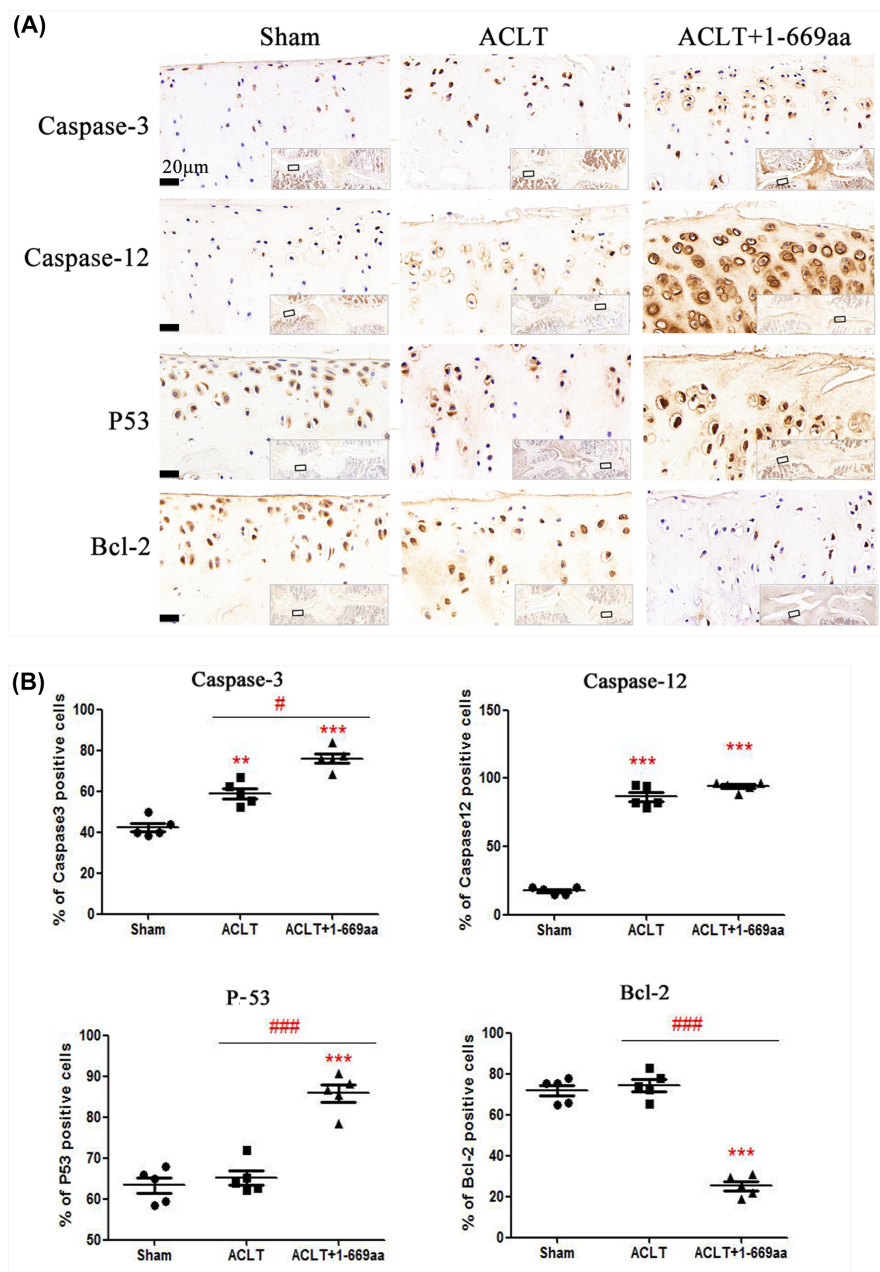 (A)
Sham ACLT ACLT+1-669aa
Caspase-3
20µm
Caspase-12
P53
Bcl-2
(B)
Caspase-3
% of Caspase3 positive cells
100
80
60
40
20
0
#
**
***
Sham ACLT ACLT+1-669aa
Caspase-12
% of Caspase12 positive cells
150
100
50
0
***
***
Sham ACLT ACLT+1-669aa
P-53
% of P53 positive cells
100
90
80
70
60
50
###
***
Sham ACLT ACLT+1-669aa
Bcl-2
% of Bcl-2 positive cells
100
80
60
40
20
0
###
***
Sham ACLT ACLT+1-669aa